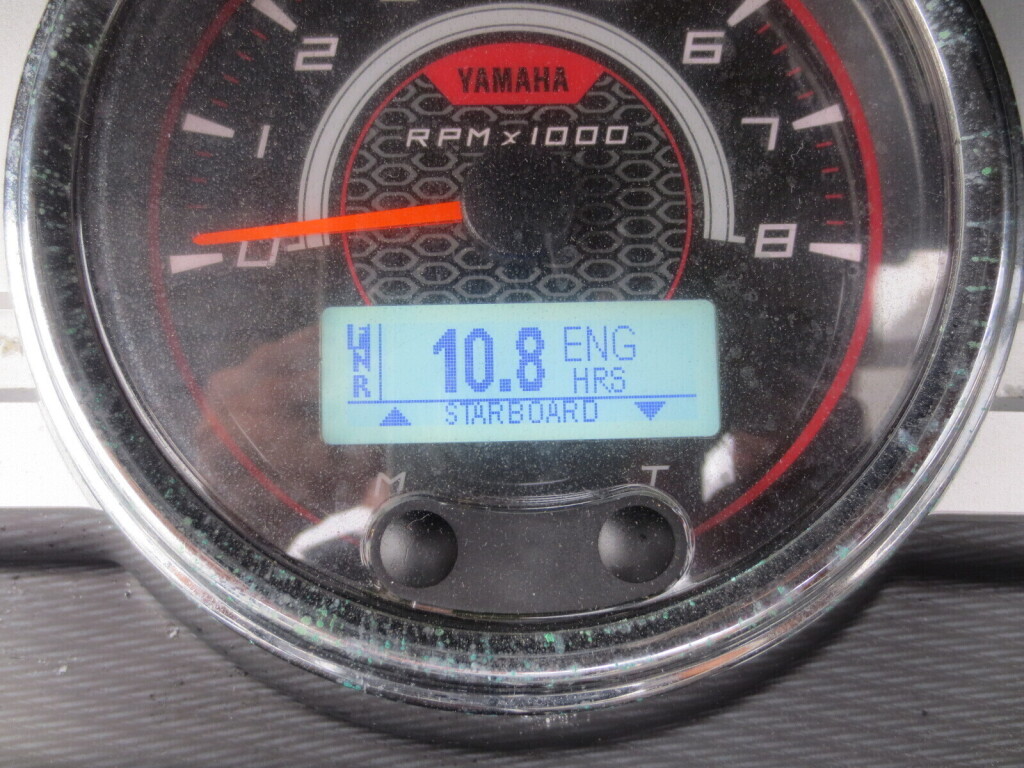 2
6
YAMAHA
1
RPM x 1000
7
0
8
F
N
R
10.8 ENG
HRS
STARBOARD
M
T